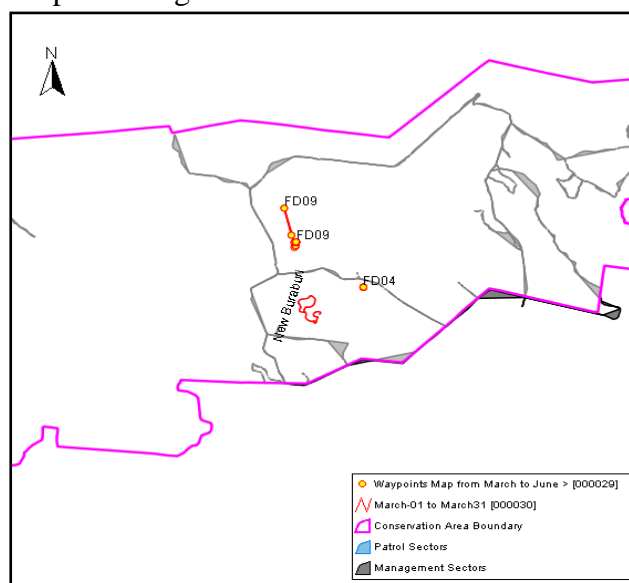 N
FD09
FD09
FD04
New Buraburi
Waypoints Map from March to June > [000029]
March-01 to March31 [000030]
Conservation Area Boundary
Patrol Sectors
Management Sectors